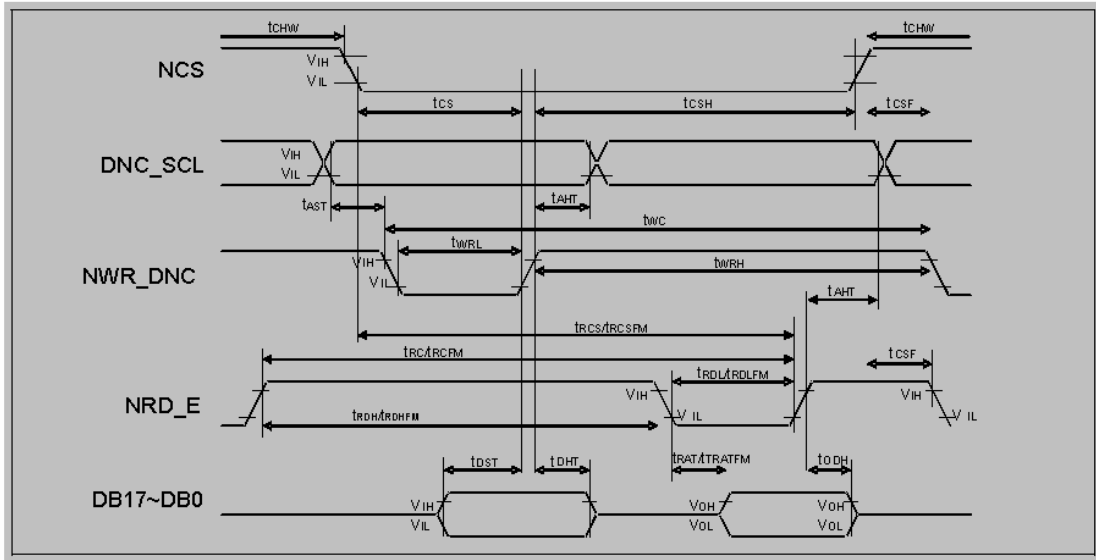 tCHW tCHW
NCS
VIH
VIL
tCS tCSH tCSF
DNC_SCL
VIH
VIL
tAST tAHT
tWC
NWR_DNC
tWRL
VIH
VIL
tWRH
tAHT
tRCS/tRCSFM
tRC/tRCFM
tCSF
tRDL/tRDLFM
NRD_E
VIH VIH
VIL VIL
tRDH/tRDHFM
tRAT/tTRATFM
tODH
tDST tDHT
DB17~DB0
VIH VOH VOH
VIL VOL VOL